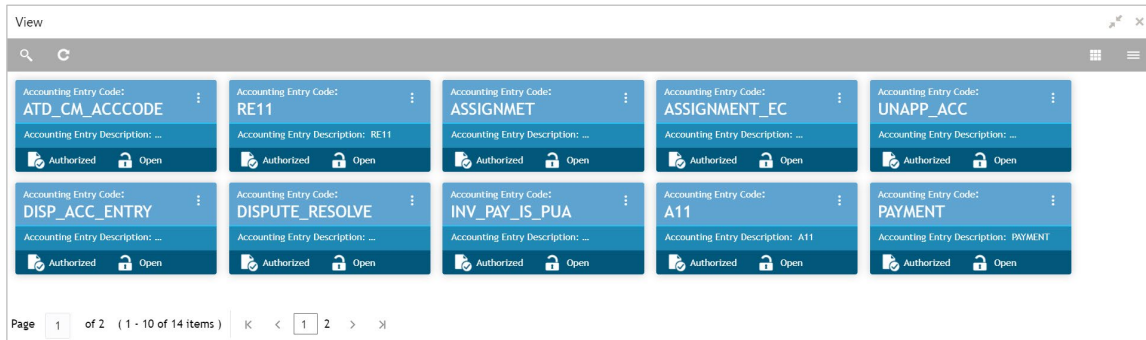 View
Accounting Entry Code:
ATD_CM_ACCCODE
Accounting Entry Description: ...
Authorized Open
Accounting Entry Code:
RE11
Accounting Entry Description: RE11
Authorized Open
Accounting Entry Code:
ASSIGNMET
Accounting Entry Description: ...
Authorized Open
Accounting Entry Code:
ASSIGNMENT_EC
Accounting Entry Description: ...
Authorized Open
Accounting Entry Code:
UNAPP_ACC
Accounting Entry Description: ...
Authorized Open
Accounting Entry Code:
DISP_ACC_ENTRY
Accounting Entry Description: ...
Authorized Open
Accounting Entry Code:
DISPUTE_RESOLVE
Accounting Entry Description: ...
Authorized Open
Accounting Entry Code:
INV_PAY_IS_PUA
Accounting Entry Description: ...
Authorized Open
Accounting Entry Code:
A11
Accounting Entry Description: A11
Authorized Open
Accounting Entry Code:
PAYMENT
Accounting Entry Description: PAYMENT
Authorized Open
Page 1 of 2 ( 1 - 10 of 14 items ) 1 2